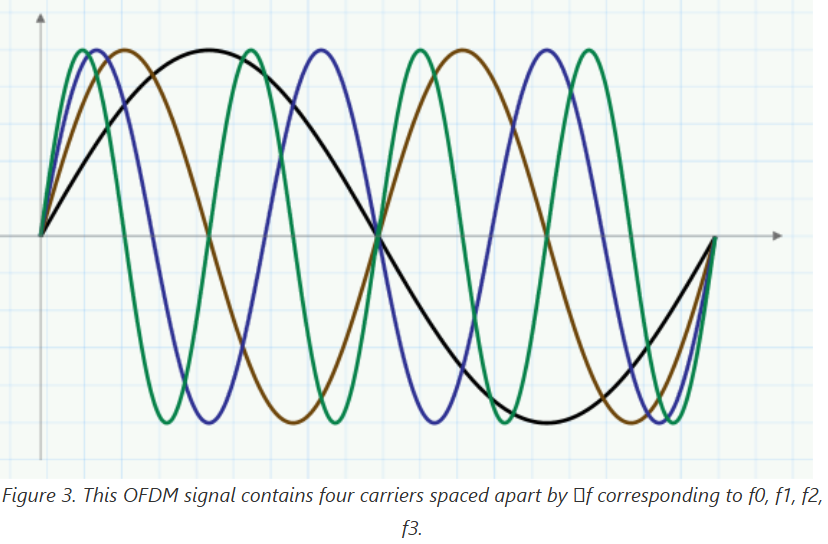 Figure 3. This OFDM signal contains four carriers spaced apart by □f corresponding to f0, f1, f2,
f3.